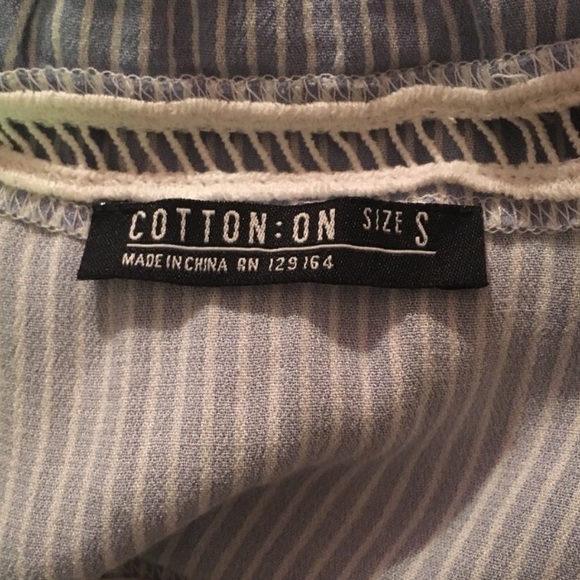 COTTON:ON SIZE S
MADE IN CHINA RN 129164